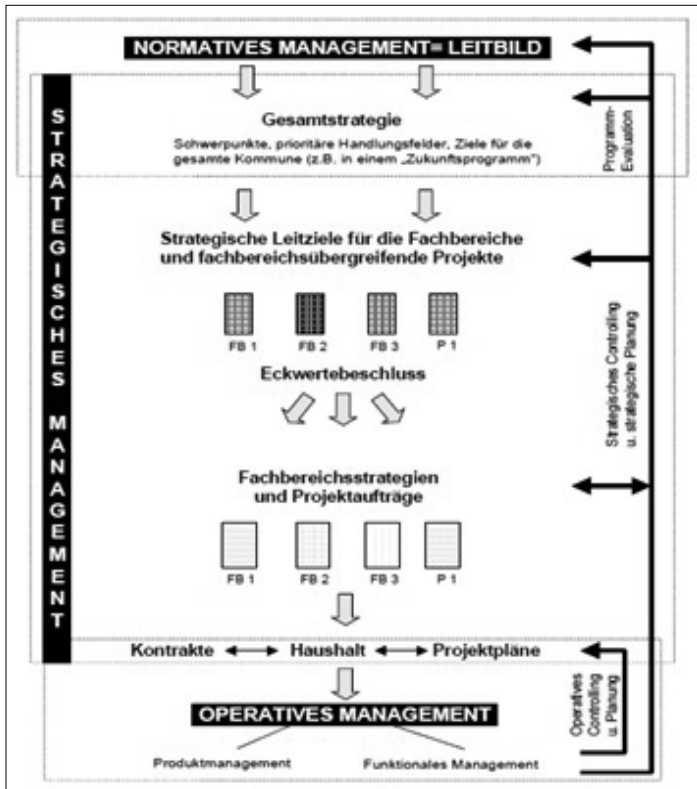 NORMATIVES MANAGEMENT= LEITBILD
STRATEGISCHES MANAGEMENT
Gesamtstrategie
Schwerpunkte, prioritäre Handlungsfelder, Ziele für die
gesamte Kommune (z.B. in einem „Zukunftsprogramm")
Programm-
Evaluation
Strategische Leitziele für die Fachbereiche
und fachbereichsübergreifende Projekte
FB 1 FB 2 FB 3 P 1
Eckwertebeschluss
Strategisches Controlling
u. strategische Planung
Fachbereichsstrategien
und Projektaufträge
FB 1 FB 2 FB 3 P 1
Kontrakte Haushalt Projektpläne
OPERATIVES MANAGEMENT
Operatives
Controlling
u. Planung
Produktmanagement Funktionales Management